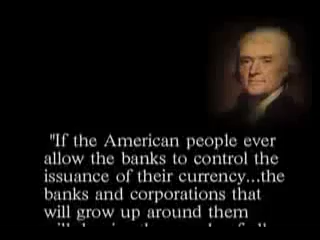 "If the American people ever
allow the banks to control the
issuance of their currency...the
banks and corporations that
will grow up around them